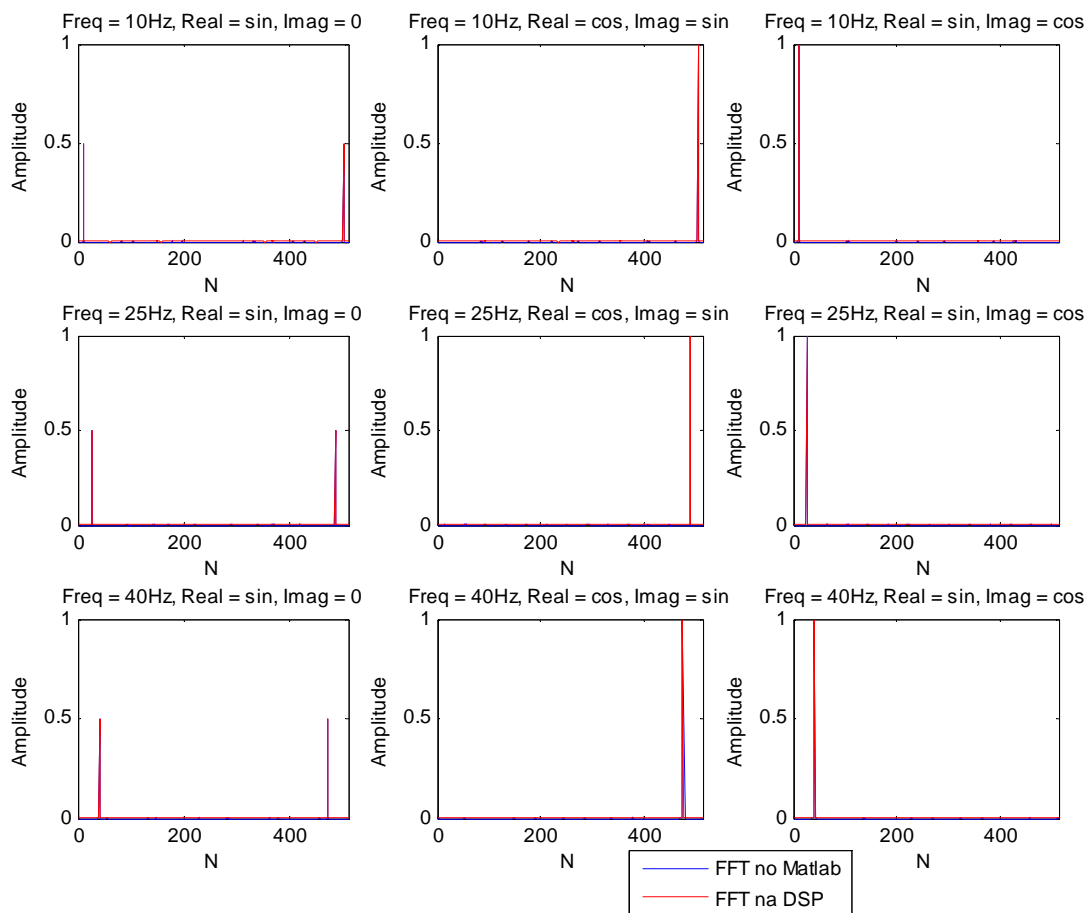 Freq = 10Hz, Real = sin, Imag = 0
1
0.5
0
Amplitude
0
200
400
N
Freq = 10Hz, Real = cos, Imag = sin
1
0.5
0
Amplitude
0
200
400
N
Freq = 10Hz, Real = sin, Imag = cos
1
0.5
0
Amplitude
0
200
400
N
Freq = 25Hz, Real = sin, Imag = 0
1
0.5
0
Amplitude
0
200
400
N
Freq = 25Hz, Real = cos, Imag = sin
1
0.5
0
Amplitude
0
200
400
N
Freq = 25Hz, Real = sin, Imag = cos
1
0.5
0
Amplitude
0
200
400
N
Freq = 40Hz, Real = sin, Imag = 0
1
0.5
0
Amplitude
0
200
400
N
Freq = 40Hz, Real = cos, Imag = sin
1
0.5
0
Amplitude
0
200
400
N
Freq = 40Hz, Real = sin, Imag = cos
1
0.5
0
Amplitude
0
200
400
N
FFT no Matlab
FFT na DSP